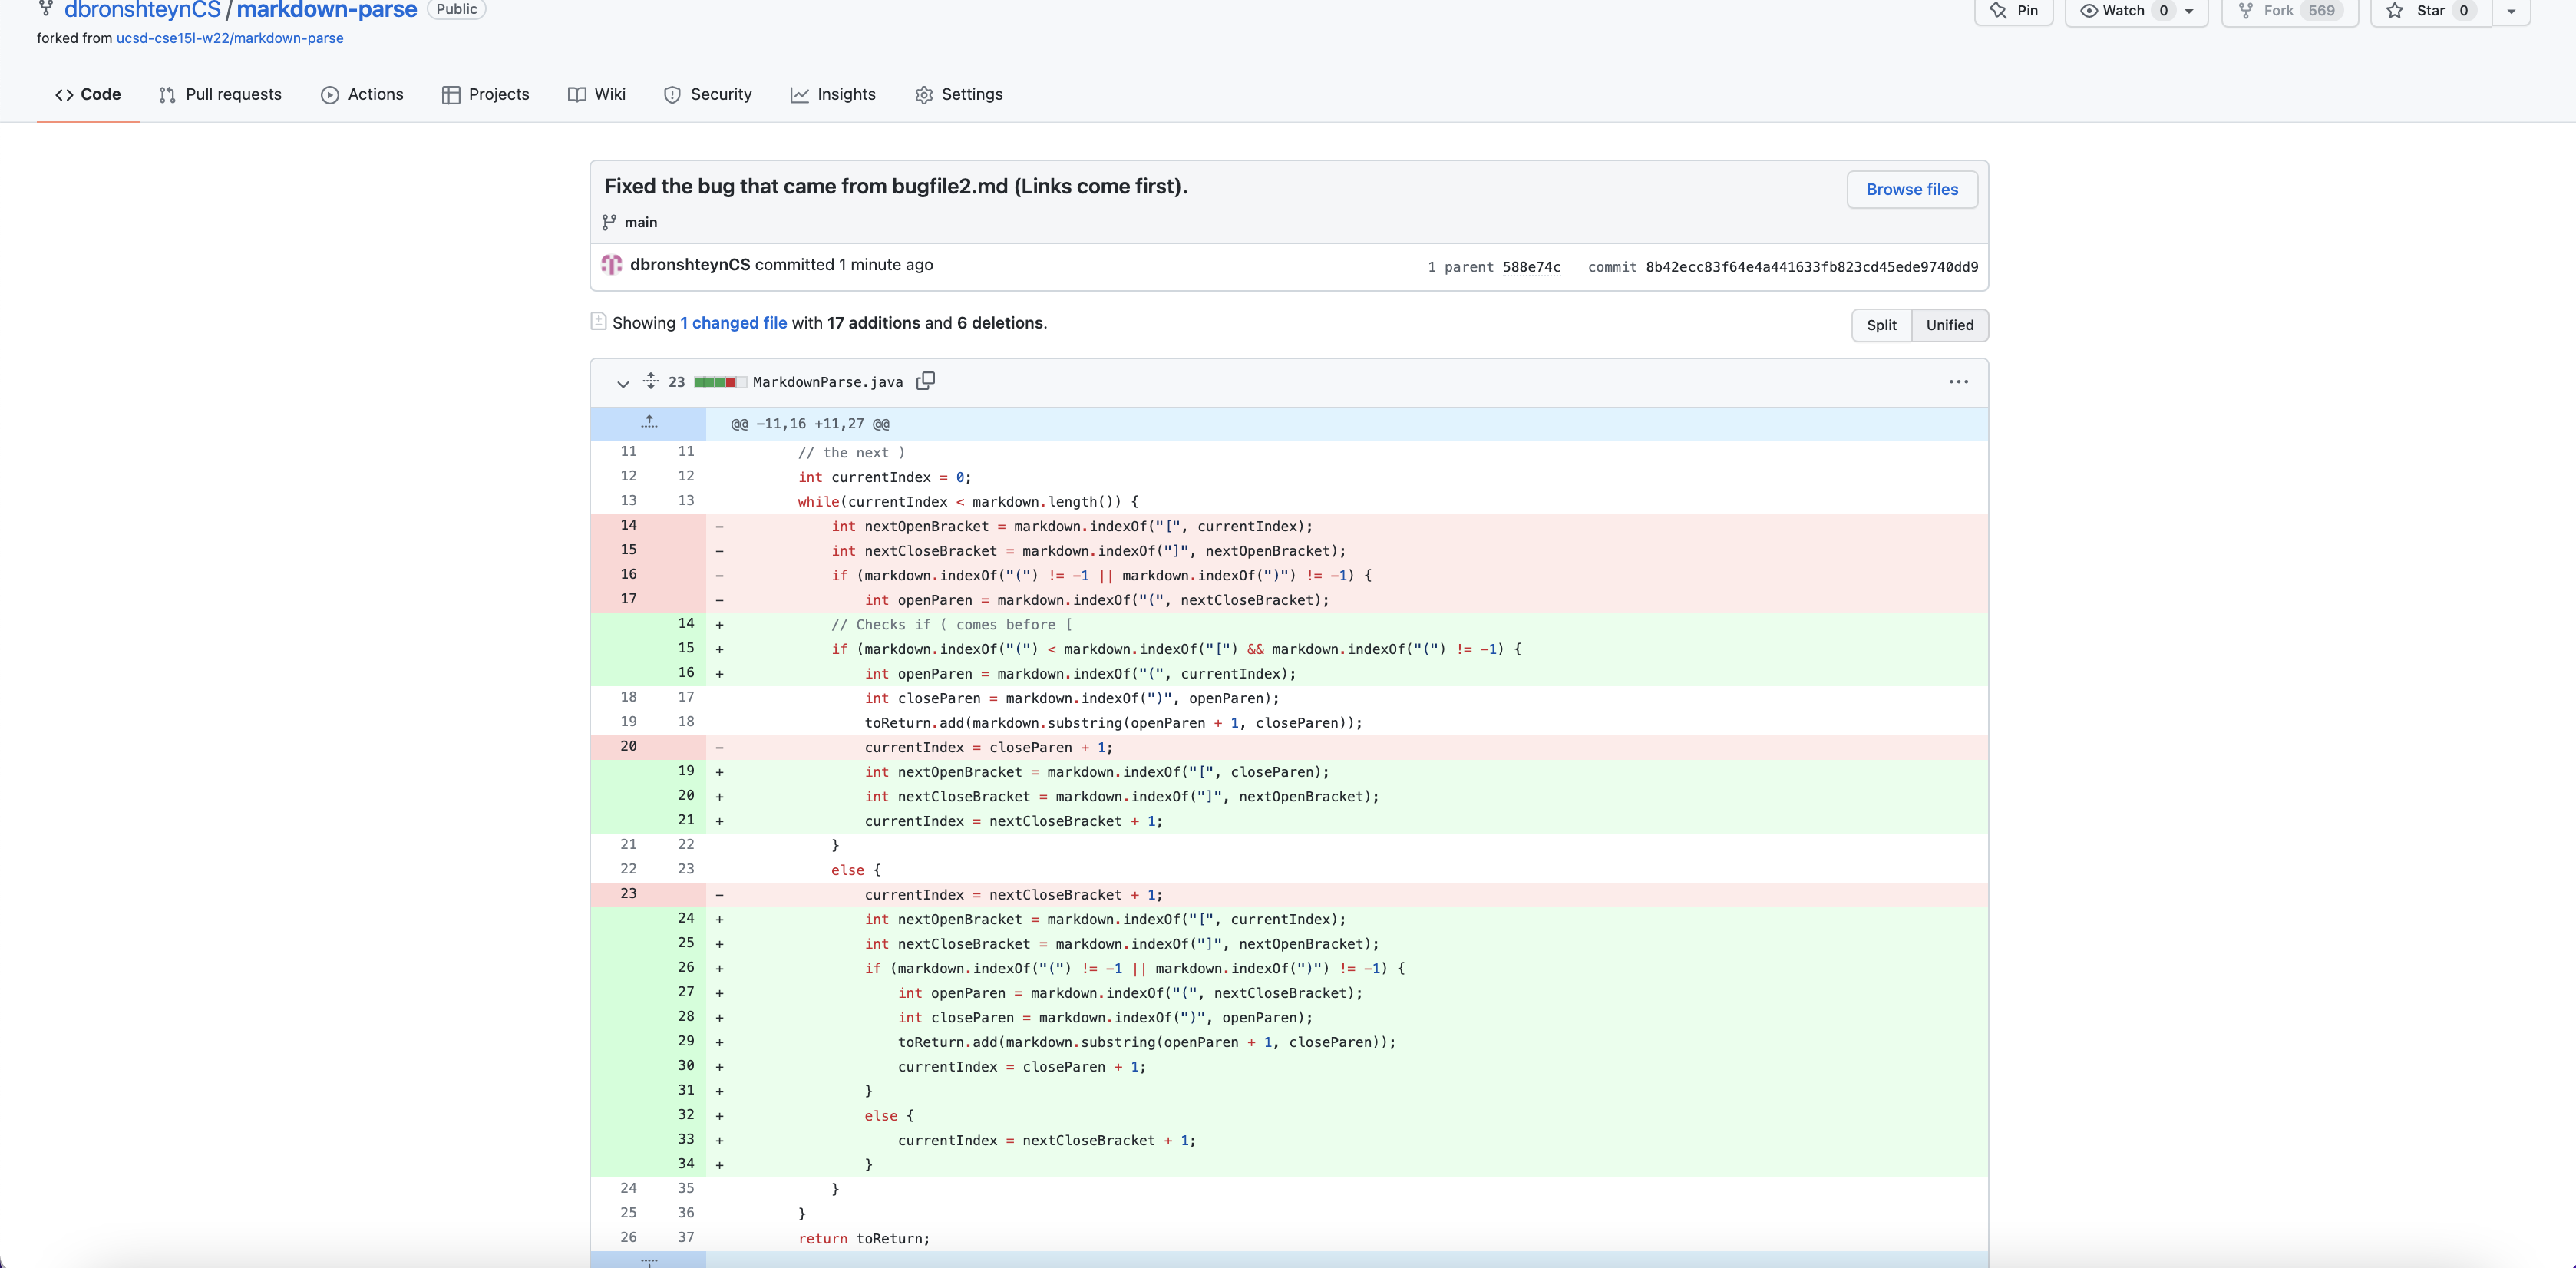 dbronshteynCS / markdown-parse Public
Pin Watch 0 Fork 569 Star 0
forked from ucsd-cse15l-w22/markdown-parse
Code Pull requests Actions Projects Wiki Security Insights Settings
Fixed the bug that came from bugfile2.md (Links come first).
Browse files
main
dbronshteynCS committed 1 minute ago
1 parent 588e74c commit 8b42ecc83f64e4a441633fb823cd45ede9740dd9
Showing 1 changed file with 17 additions and 6 deletions.
Split Unified
23 MarkdownParse.java
@@ -11,16 +11,27 @@
11 11 // the next )
12 12 int currentIndex = 0;
13 13 while(currentIndex < markdown.length()) {
14 - int nextOpenBracket = markdown.indexOf("[", currentIndex);
15 - int nextCloseBracket = markdown.indexOf("]", nextOpenBracket);
16 - if (markdown.indexOf("(") != -1 || markdown.indexOf(")") != -1) {
17 - int openParen = markdown.indexOf("(", nextCloseBracket);
14 + // Checks if ( comes before [
15 + if (markdown.indexOf("(") < markdown.indexOf("[") && markdown.indexOf("(") != -1) {
16 + int openParen = markdown.indexOf("(", currentIndex);
18 17 int closeParen = markdown.indexOf(")", openParen);
19 18 toReturn.add(markdown.substring(openParen + 1, closeParen));
20 - currentIndex = closeParen + 1;
19 + int nextOpenBracket = markdown.indexOf("[", closeParen);
20 + int nextCloseBracket = markdown.indexOf("]", nextOpenBracket);
21 + currentIndex = nextCloseBracket + 1;
21 22 }
22 23 else {
23 - currentIndex = nextCloseBracket + 1;
24 + int nextOpenBracket = markdown.indexOf("[", currentIndex);
25 + int nextCloseBracket = markdown.indexOf("]", nextOpenBracket);
26 + if (markdown.indexOf("(") != -1 || markdown.indexOf(")") != -1) {
27 + int openParen = markdown.indexOf("(", nextCloseBracket);
28 + int closeParen = markdown.indexOf(")", openParen);
29 + toReturn.add(markdown.substring(openParen + 1, closeParen));
30 + currentIndex = closeParen + 1;
31 + }
32 + else {
33 + currentIndex = nextCloseBracket + 1;
34 + }
24 35 }
25 36 }
26 37 return toReturn;